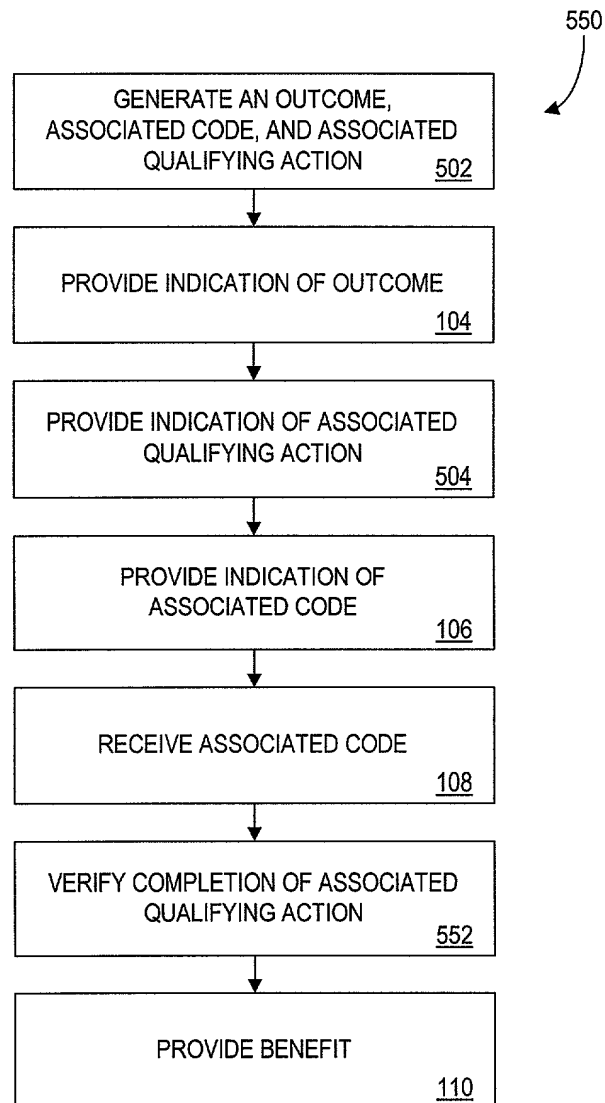 550
GENERATE AN OUTCOME,
ASSOCIATED CODE, AND ASSOCIATED
QUALIFYING ACTION
502
PROVIDE INDICATION OF OUTCOME
104
PROVIDE INDICATION OF ASSOCIATED
QUALIFYING ACTION
504
PROVIDE INDICATION OF
ASSOCIATED CODE
106
RECEIVE ASSOCIATED CODE
108
VERIFY COMPLETION OF ASSOCIATED
QUALIFYING ACTION
552
PROVIDE BENEFIT
110